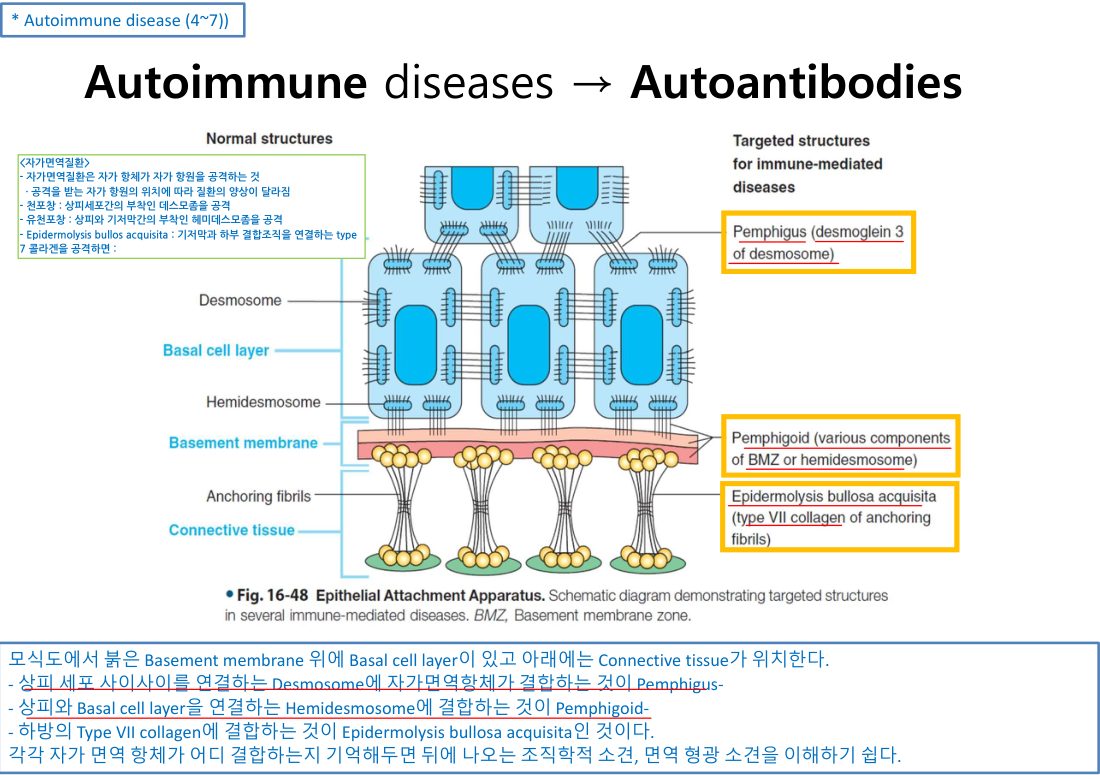 * Autoimmune disease (4~7))
Autoimmune diseases → Autoantibodies
Normal structures
<자가면역질환>
- 자가면역질환은 자가 항체가 자가 항원을 공격하는 것
· 공격을 받는 자가 항원의 위치에 따라 질환의 양상이 달라짐
- 천포창 : 상피세포간의 부착인 데스모좀을 공격
- 유천포창 : 상피와 기저막간의 부착인 헤미데스모좀을 공격
- Epidermolysis bullos acquisita : 기저막과 하부 결합조직을 연결하는 type
7 콜라겐을 공격하면 :
Desmosome
Basal cell layer
Hemidesmosome
Basement membrane
Anchoring fibrils
Connective tissue
Targeted structures
for immune-mediated
diseases
Pemphigus (desmoglein 3
of desmosome)
Pemphigoid (various components
of BMZ or hemidesmosome)
Epidermolysis bullosa acquisita
(type VII collagen of anchoring
fibrils)
• Fig. 16-48 Epithelial Attachment Apparatus. Schematic diagram demonstrating targeted structures
in several immune-mediated diseases. BMZ, Basement membrane zone.
모식도에서 붉은 Basement membrane 위에 Basal cell layer이 있고 아래에는 Connective tissue가 위치한다.
- 상피 세포 사이사이를 연결하는 Desmosome에 자가면역항체가 결합하는 것이 Pemphigus-
- 상피와 Basal cell layer을 연결하는 Hemidesmosome에 결합하는 것이 Pemphigoid-
- 하방의 Type VII collagen에 결합하는 것이 Epidermolysis bullosa acquisita인 것이다.
각각 자가 면역 항체가 어디 결합하는지 기억해두면 뒤에 나오는 조직학적 소견, 면역 형광 소견을 이해하기 쉽다.